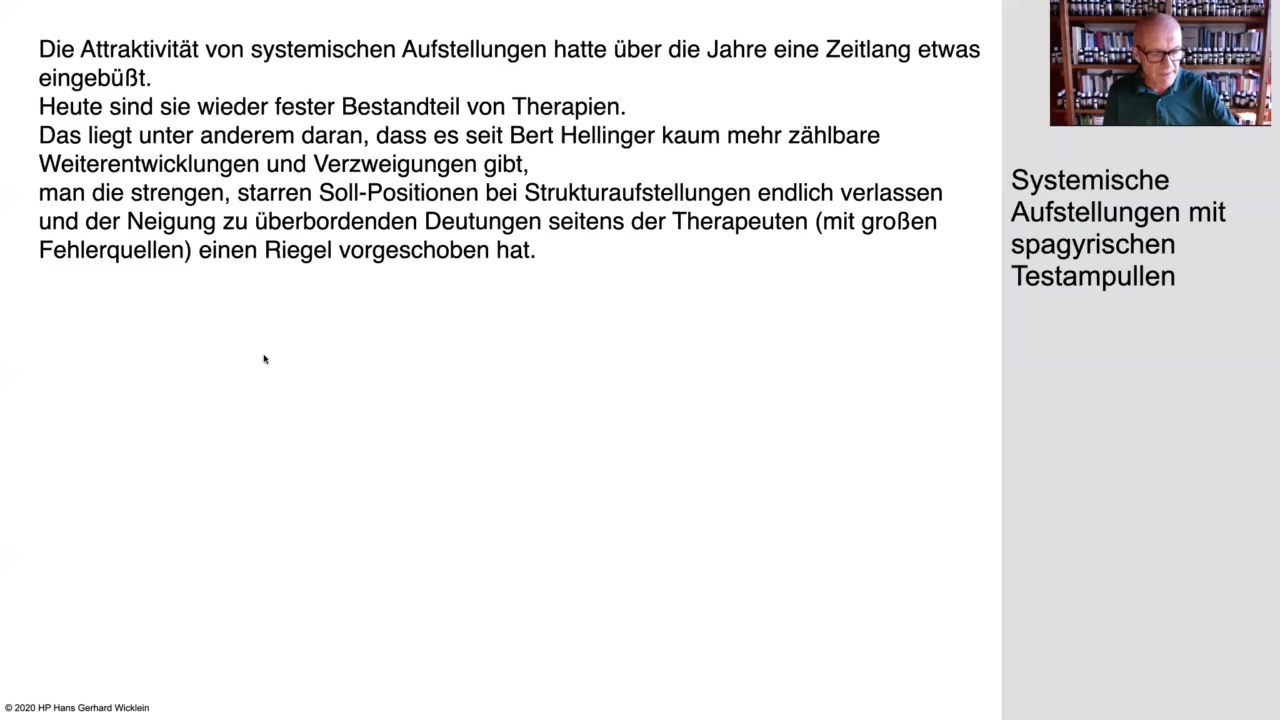 Die Attraktivität von systemischen Aufstellungen hatte über die Jahre eine Zeitlang etwas
eingebüßt.
Heute sind sie wieder fester Bestandteil von Therapien.
Das liegt unter anderem daran, dass es seit Bert Hellinger kaum mehr zählbare
Weiterentwicklungen und Verzweigungen gibt,
man die strengen, starren Soll-Positionen bei Strukturaufstellungen endlich verlassen
und der Neigung zu überbordenden Deutungen seitens der Therapeuten (mit großen
Fehlerquellen) einen Riegel vorgeschoben hat.
Systemische
Aufstellungen mit
spagyrischen
Testampullen
© 2020 HP Hans Gerhard Wicklein